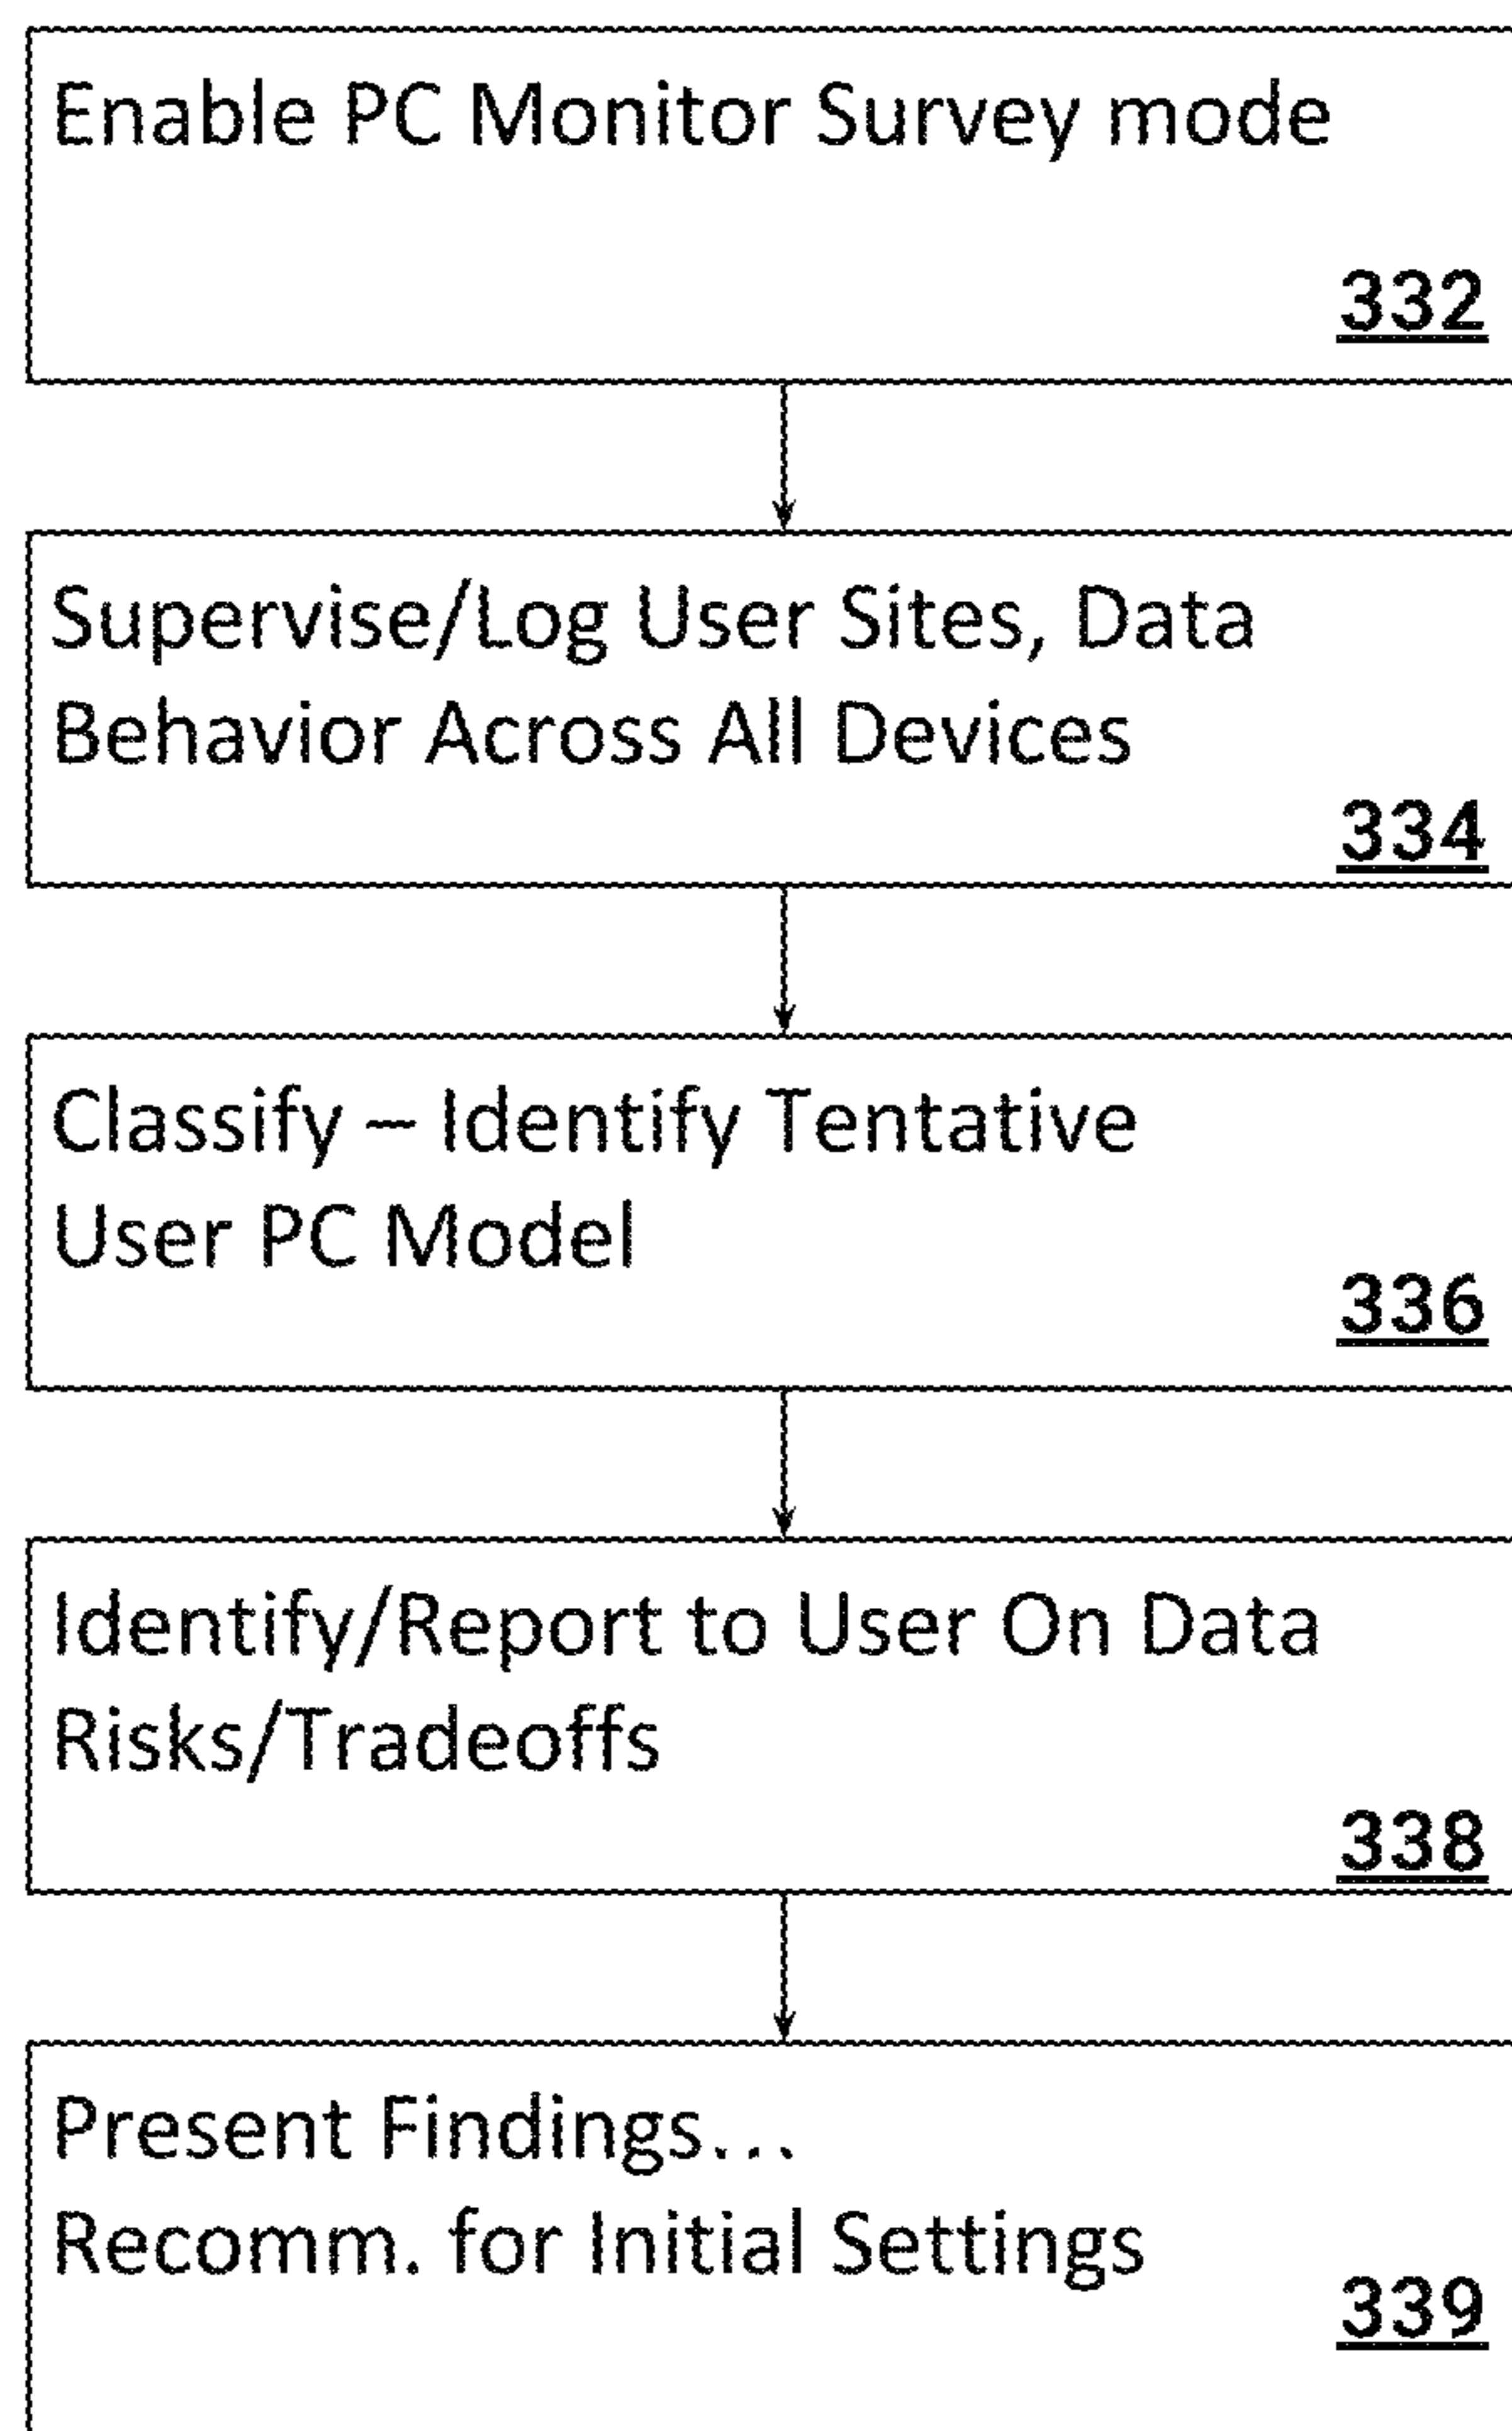 Enable PC Monitor Survey mode
332
Supervise/Log User Sites, Data
Behavior Across All Devices
334
Classify – Identify Tentative
User PC Model
336
Identify/Report to User On Data
Risks/Tradeoffs
338
Present Findings...
Recomm. for Initial Settings
339